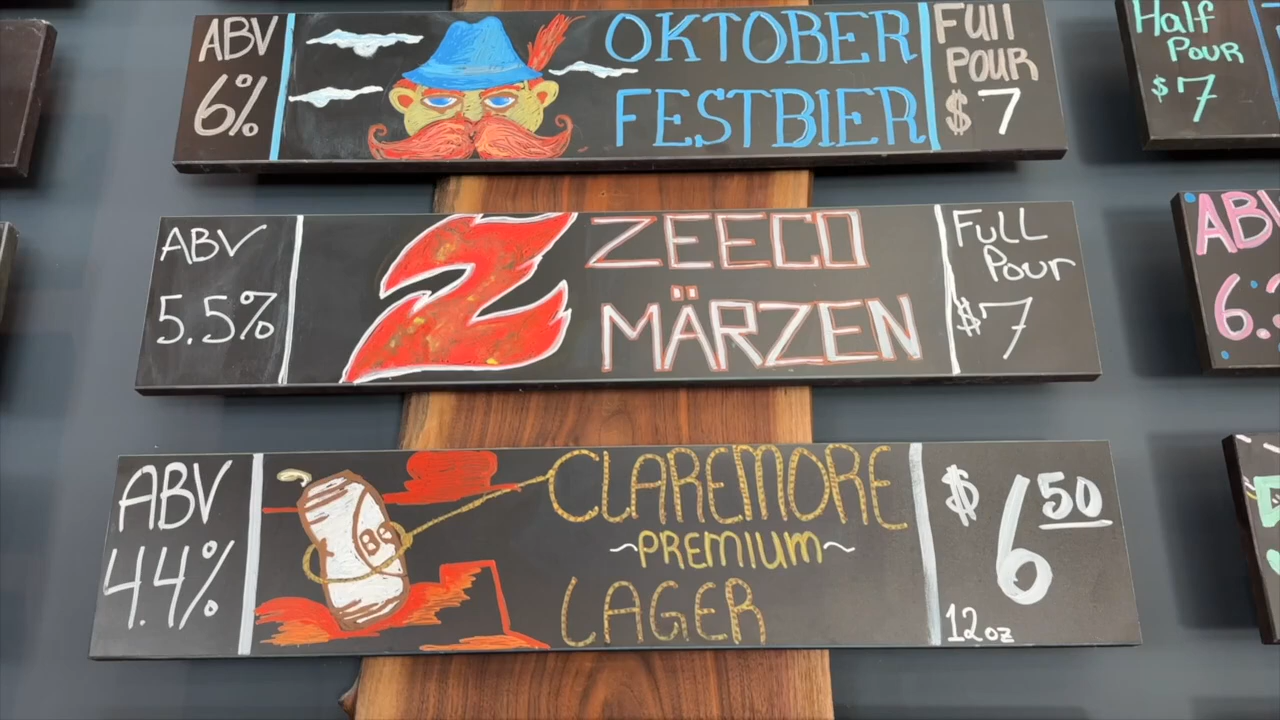 ABV
6%
OKTOBER
FESTBIER
FULL
POUR
$7
Half
POUR
$7
ABV
5.5%
Z
ZEECO
MÄRZEN
FULL
Pour
$7
ABV
4.4%
CLAREMORE
~PREMIUM~
LAGER
$6 50
12oz